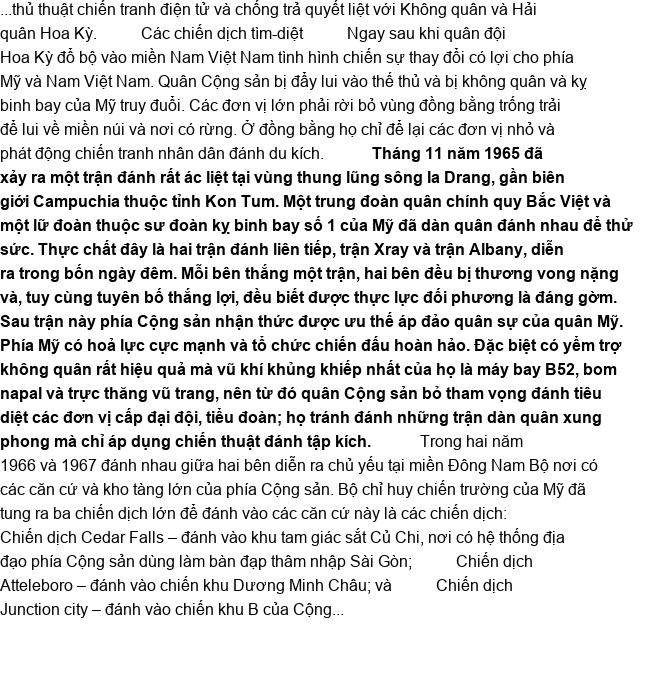 ...thủ thuật chiến tranh điện tử và chống trả quyết liệt với Không quân và Hải
quân Hoa Kỳ. Các chiến dịch tìm-diệt Ngay sau khi quân đội
Hoa Kỳ đổ bộ vào miền Nam Việt Nam tình hình chiến sự thay đổi có lợi cho phía
Mỹ và Nam Việt Nam. Quân Cộng sản bị đẩy lui vào thế thủ và bị không quân và kỵ
binh bay của Mỹ truy đuổi. Các đơn vị lớn phải rời bỏ vùng đồng bằng trống trải
để lui về miền núi và nơi có rừng. Ở đồng bằng họ chỉ để lại các đơn vị nhỏ và
phát động chiến tranh nhân dân đánh du kích. Tháng 11 năm 1965 đã
xảy ra một trận đánh rất ác liệt tại vùng thung lũng sông Ia Drang, gần biên
giới Campuchia thuộc tỉnh Kon Tum. Một trung đoàn quân chính quy Bắc Việt và
một lữ đoàn thuộc sư đoàn kỵ binh bay số 1 của Mỹ đã dàn quân đánh nhau để thử
sức. Thực chất đây là hai trận đánh liên tiếp, trận Xray và trận Albany, diễn
ra trong bốn ngày đêm. Mỗi bên thắng một trận, hai bên đều bị thương vong nặng
và, tuy cùng tuyên bố thắng lợi, đều biết được thực lực đối phương là đáng gờm.
Sau trận này phía Cộng sản nhận thức được ưu thế áp đảo quân sự của quân Mỹ.
Phía Mỹ có hoả lực cực mạnh và tổ chức chiến đấu hoàn hảo. Đặc biệt có yểm trợ
không quân rất hiệu quả mà vũ khí khủng khiếp nhất của họ là máy bay B52, bom
napal và trực thăng vũ trang, nên từ đó quân Cộng sản bỏ tham vọng đánh tiêu
diệt các đơn vị cấp đại đội, tiểu đoàn; họ tránh đánh những trận dàn quân xung
phong mà chỉ áp dụng chiến thuật đánh tập kích. Trong hai năm
1966 và 1967 đánh nhau giữa hai bên diễn ra chủ yếu tại miền Đông Nam Bộ nơi có
các căn cứ và kho tàng lớn của phía Cộng sản. Bộ chỉ huy chiến trường của Mỹ đã
tung ra ba chiến dịch lớn để đánh vào các căn cứ này là các chiến dịch:
Chiến dịch Cedar Falls – đánh vào khu tam giác sắt Củ Chi, nơi có hệ thống địa
đạo phía Cộng sản dùng làm bàn đạp thâm nhập Sài Gòn; Chiến dịch
Atteleboro – đánh vào chiến khu Dương Minh Châu; và Chiến dịch
Junction city – đánh vào chiến khu B của Cộng...